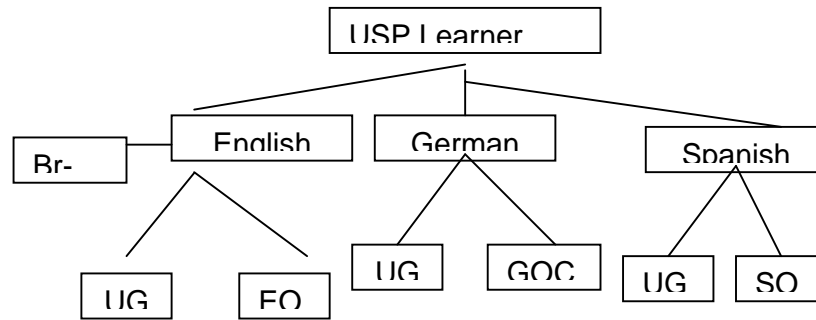 USP Learner
English
German
Spanish
Br-
UG
EO
UG
GOC
UG
SO